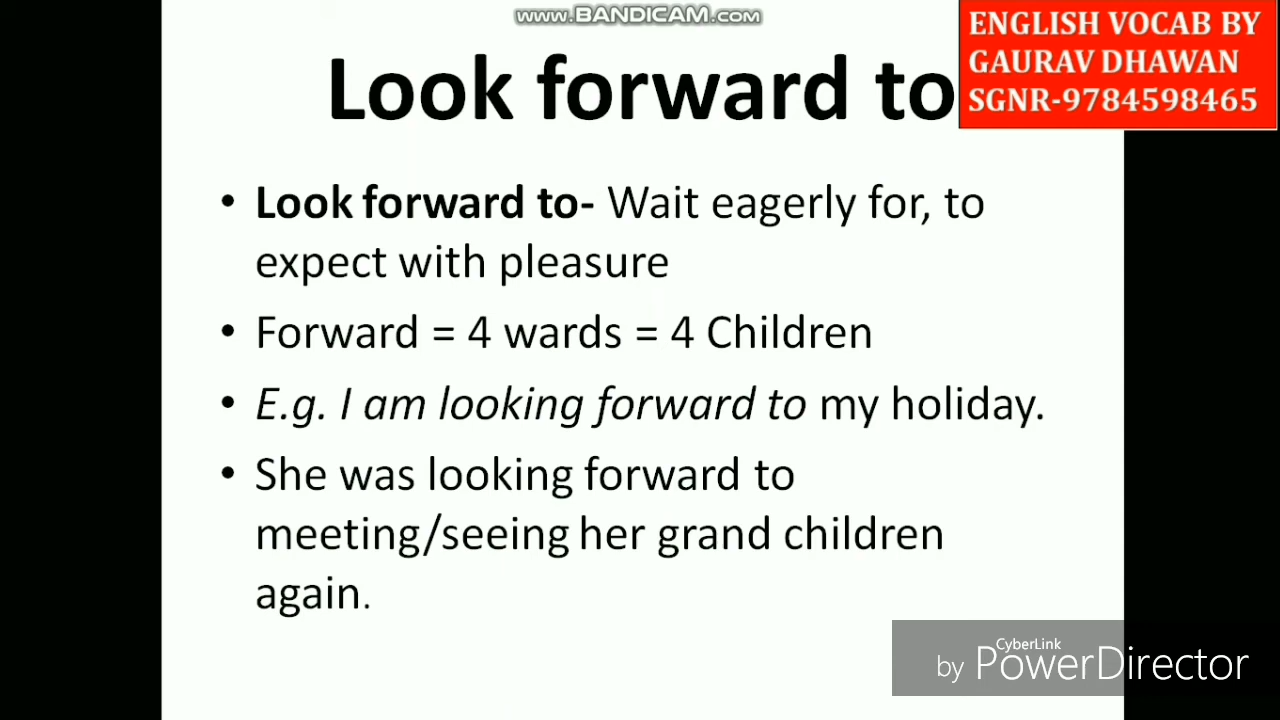 www.BANDICAM.com
ENGLISH VOCAB BY
GAURAV DHAWAN
SGNR-9784598465
Look forward to
• Look forward to- Wait eagerly for, to
expect with pleasure
• Forward = 4 wards = 4 Children
• E.g. I am looking forward to my holiday.
• She was looking forward to
meeting/seeing her grand children
again.
CyberLink
by PowerDirector